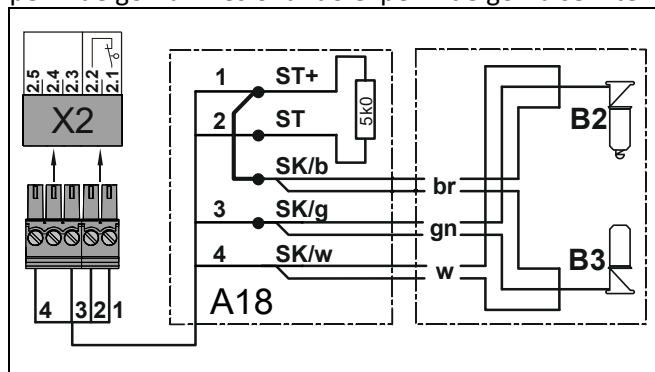 2.5 2.4 2.3 2.2 2.1
X2
4 3 2 1
1 ST+
2 ST
5k0
SK/b
3 SK/g
4 SK/w
A18
br
gn
w
B2
B3